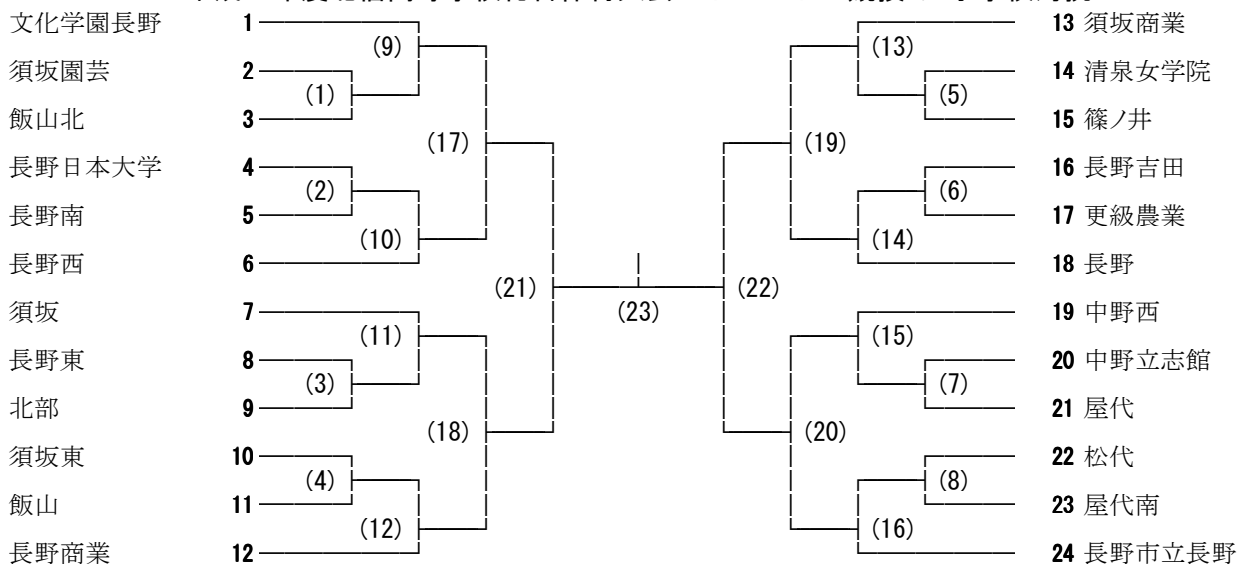 文化学園長野 1
須坂園芸 2
飯山北 3
長野日本大学 4
長野南 5
長野西 6
須坂 7
長野東 8
北部 9
須坂東 10
飯山 11
長野商業 12
(1)
(2)
(3)
(4)
(9)
(10)
(11)
(12)
(17)
(18)
(21)
(23)
(22)
(19)
(20)
(13)
(14)
(15)
(16)
(5)
(6)
(7)
(8)
13 須坂商業
14 清泉女学院
15 篠ノ井
16 長野吉田
17 更級農業
18 長野
19 中野西
20 中野立志館
21 屋代
22 松代
23 屋代南
24 長野市立長野